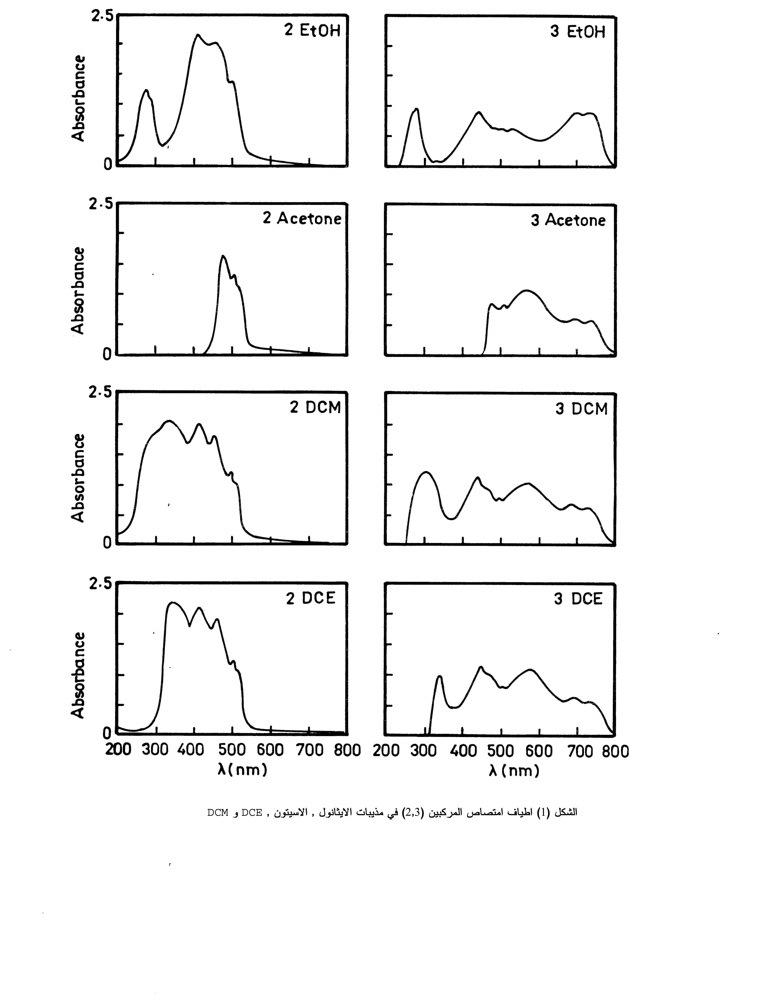 2.5
2 EtOH
3 EtOH
Absorbance
0
2.5
2 Acetone
3 Acetone
Absorbance
0
2.5
2 DCM
3 DCM
Absorbance
0
2.5
2 DCE
3 DCE
Absorbance
0
200 300 400 500 600 700 800 200 300 400 500 600 700 800
λ(nm) λ(nm)
الشكل (1) اطياف امتصاص المركبين (2,3) في مذيبات الايثانول , الاسيتون , DCE و DCM